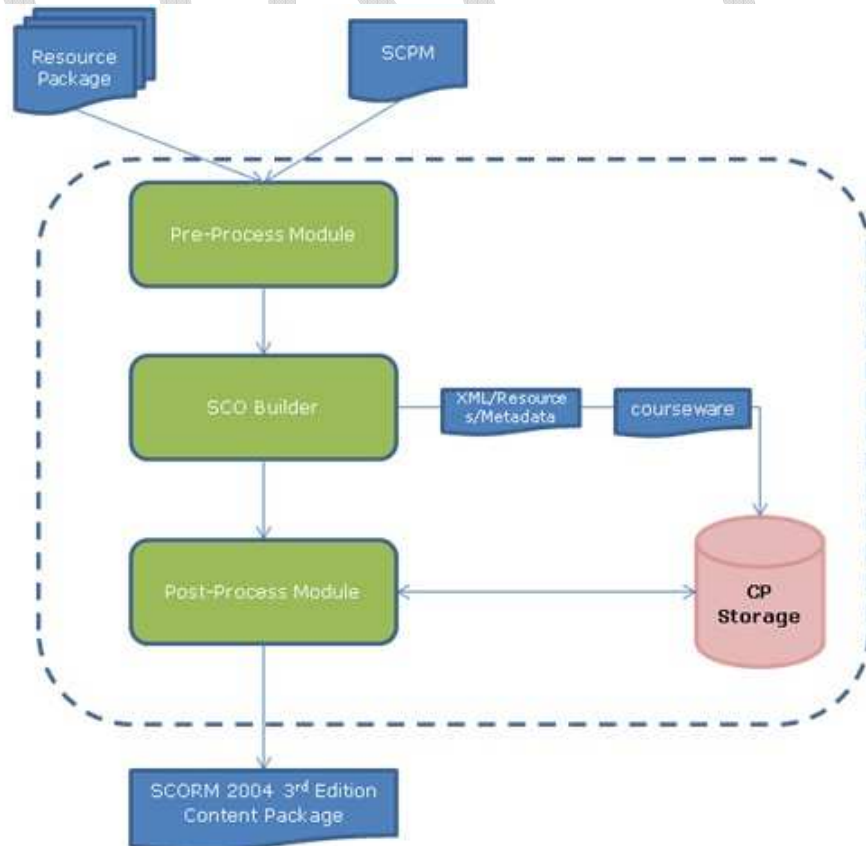 Resource
Package
SCPM
Pre-Process Module
SCO Builder
XML/Resource
s/Metadata
courseware
Post-Process Module
CP
Storage
SCORM 2004 3rd Edition
Content Package